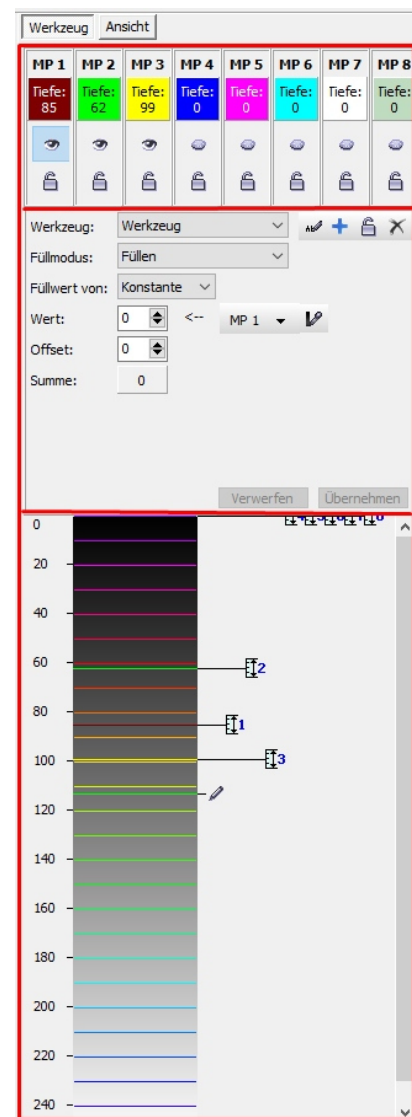 Werkzeug Ansicht
MP 1 MP 2 MP 3 MP 4 MP 5 MP 6 MP 7 MP 8
Tiefe: Tiefe: Tiefe: Tiefe: Tiefe: Tiefe: Tiefe: Tiefe:
85 62 99 0 0 0 0 0
Werkzeug: Werkzeug
Füllmodus: Füllen
Füllwert von: Konstante
Wert: 0 <-- MP 1
Offset: 0
Summe: 0
Verwerfen Übernehmen
0
20
40
60
2
80
1
100
3
120
140
160
180
200
220
240